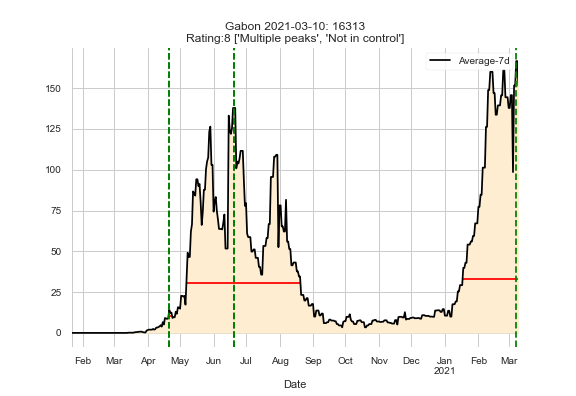 Gabon 2021-03-10: 16313
Rating:8 ['Multiple peaks', 'Not in control']
Average-7d
150
125
100
75
50
25
0
Feb Mar Apr May Jun Jul Aug Sep Oct Nov Dec Jan Feb Mar
2021
Date